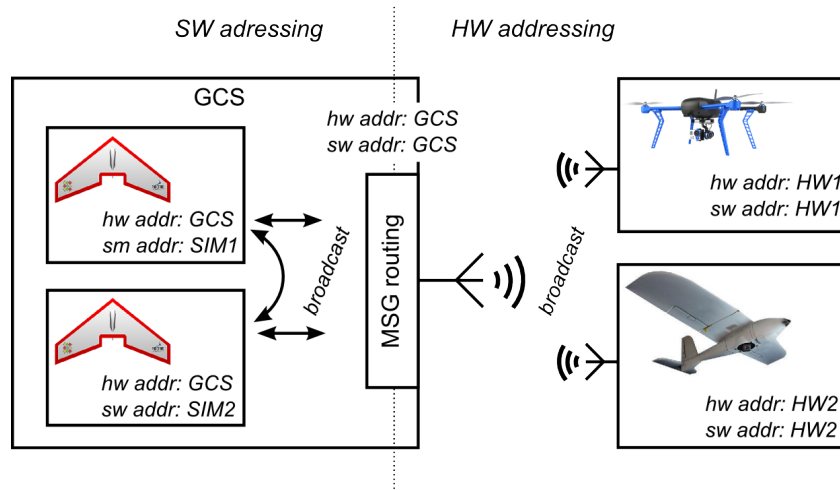 SW adressing
HW addressing
GCS
hw addr: GCS
sw addr: GCS
hw addr: GCS
sm addr: SIM1
broadcast
MSG routing
hw addr: GCS
sw addr: SIM2
broadcast
hw addr: HW1
sw addr: HW1
hw addr: HW2
sw addr: HW2